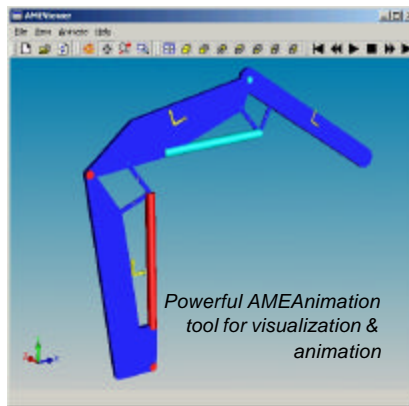 AMEViewer
File View Animate Help
Powerful AMEAnimation
tool for visualization &
animation